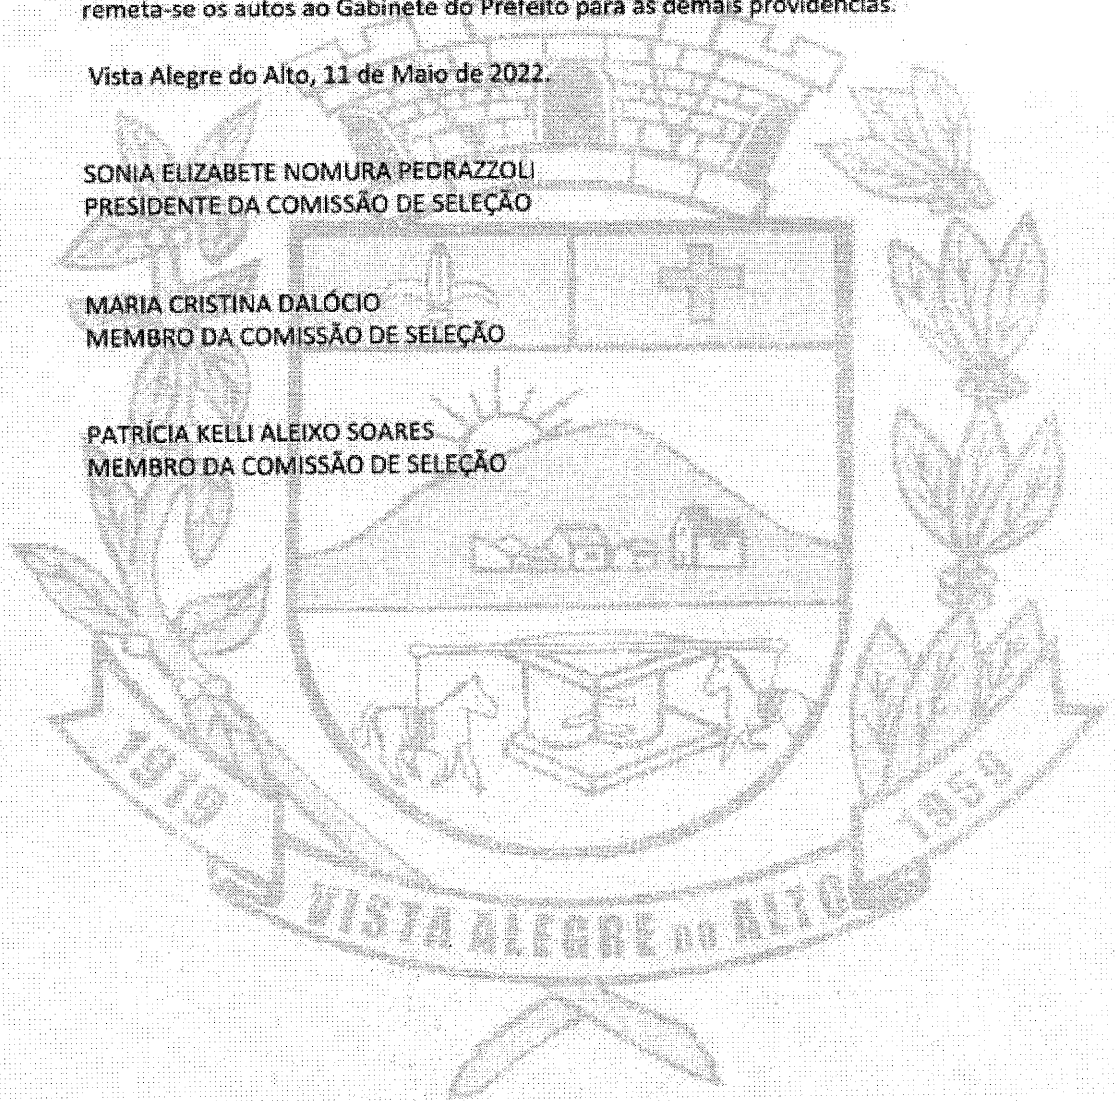 remeta-se os autos ao Gabinete do Prefeito para as demais providências.
Vista Alegre do Alto, 11 de Maio de 2022.
SONIA ELIZABETE NOMURA PEDRAZZOLI
PRESIDENTE DA COMISSÃO DE SELEÇÃO
MARIA CRISTINA DALÓCIO
MEMBRO DA COMISSÃO DE SELEÇÃO
PATRÍCIA KELLI ALEIXO SOARES
MEMBRO DA COMISSÃO DE SELEÇÃO
1919
1959
VISTA ALEGRE DO ALTO